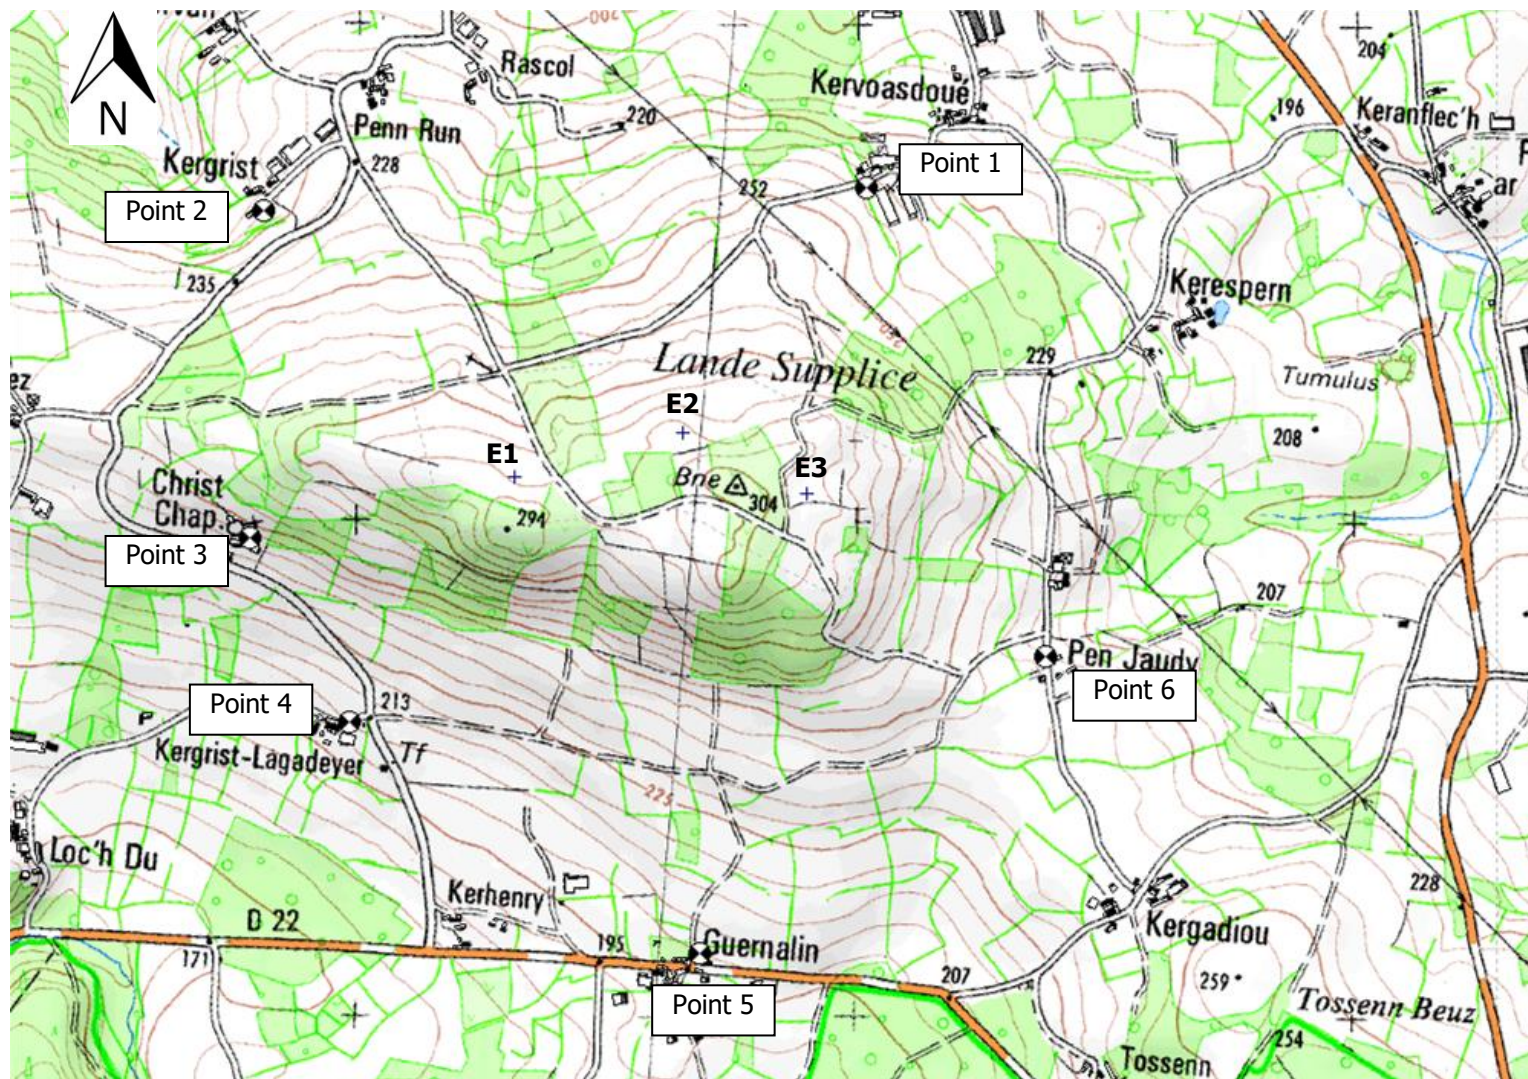 200
204
Rascol
Kervoasdoué
220
196
Keranflec'h
N
Penn Run
Kergrist
228
Point 1
252
ar
Point 2
235
Kerespern
Lande Supplice
229
Tumulus
ez
E2
208
E1
E3
Bne
304
Christ
Chap.
294
Point 3
207
Pen Jaudy
Point 6
Point 4
213
Kergrist-Lagadeyer
Tf
225
Loc'h Du
Kerhenry
228
D 22
195
Guernalin
Kergadiou
171
207
259
Point 5
Tossenn Beuz
254
Tossenn